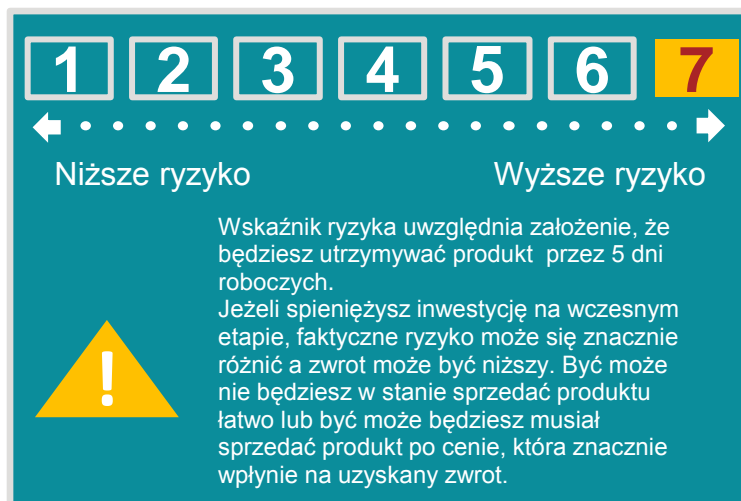 1 2 3 4 5 6 7
Niższe ryzyko Wyższe ryzyko
Wskaźnik ryzyka uwzględnia założenie, że
będziesz utrzymywać produkt przez 5 dni
roboczych.
Jeżeli spieniężysz inwestycję na wczesnym
etapie, faktyczne ryzyko może się znacznie
różnić a zwrot może być niższy. Być może
nie będziesz w stanie sprzedać produktu
łatwo lub być może będziesz musiał
sprzedać produkt po cenie, która znacznie
wpłynie na uzyskany zwrot.
!